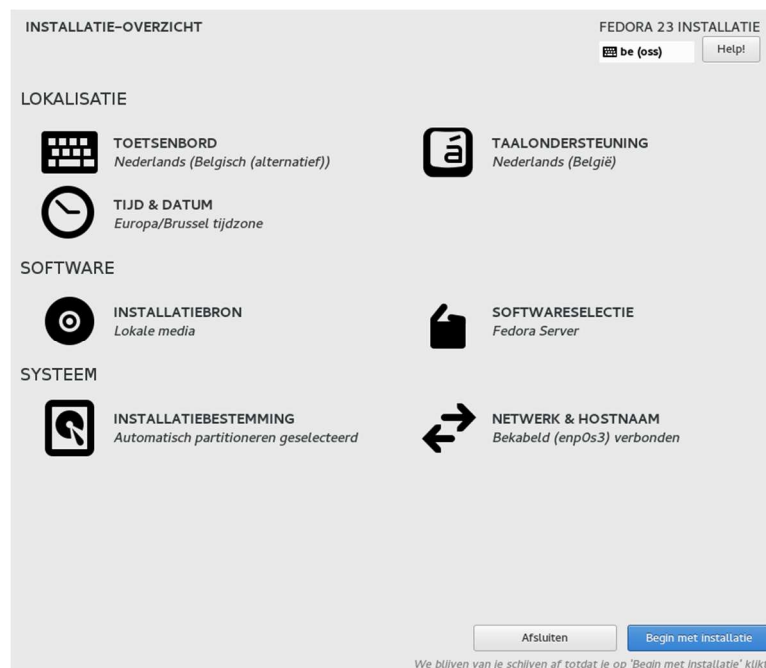 INSTALLATIE-OVERZICHT
FEDORA 23 INSTALLATIE
be (oss)
Help!
LOKALISATIE
TOETSENBORD
Nederlands (Belgisch (alternatief))
TAALONDERSTEUNING
Nederlands (België)
TIJD & DATUM
Europa/Brussel tijdzone
SOFTWARE
INSTALLATIEBRON
Lokale media
SOFTWARESELECTIE
Fedora Server
SYSTEEM
INSTALLATIEBESTEMMING
Automatisch partitioneren geselecteerd
NETWERK & HOSTNAAM
Bekabeld (enp0s3) verbonden
Afsluiten
Begin met installatie
We blijven van je schijven af totdat je op 'Begin met installatie' klikt